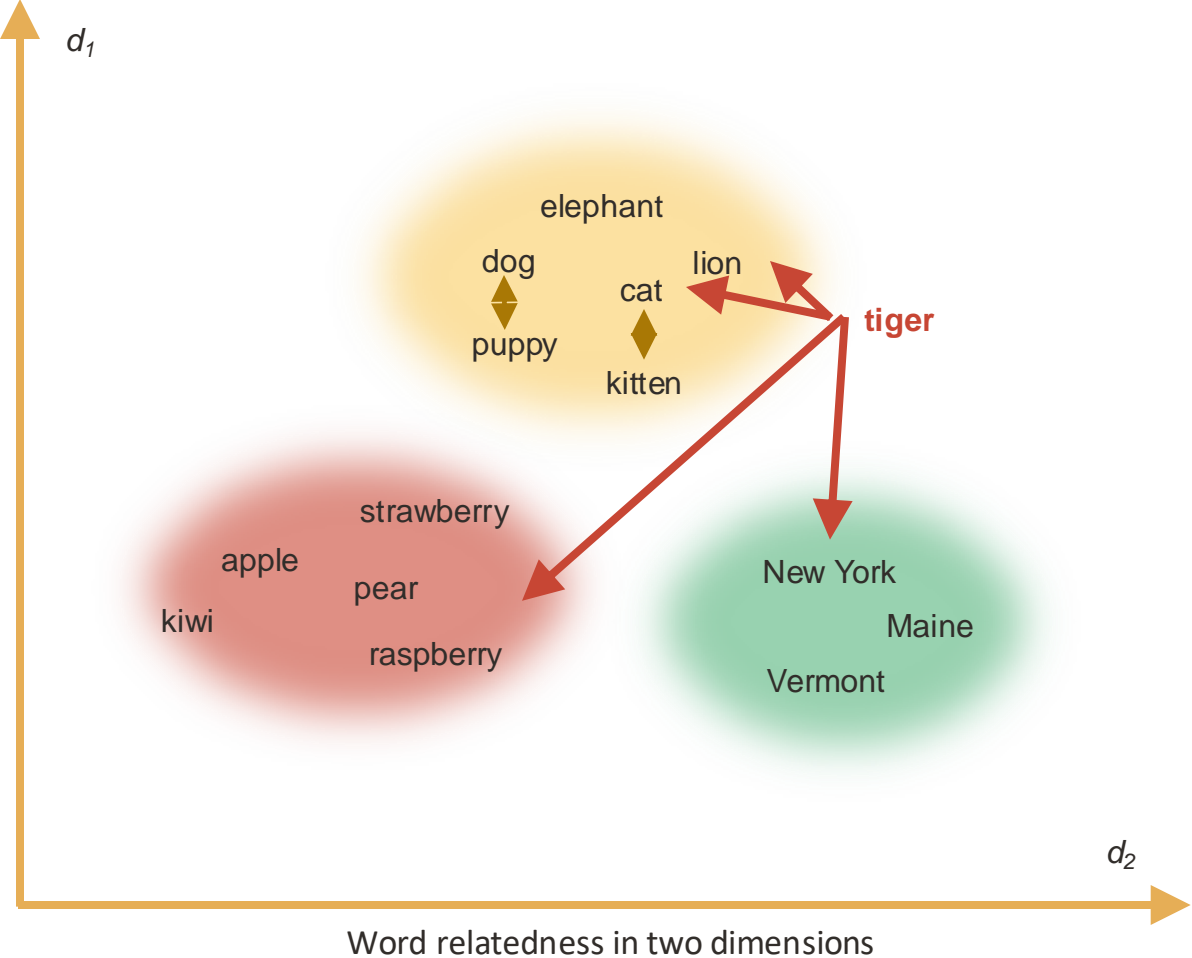 d1
elephant
dog
lion
cat
tiger
puppy
kitten
strawberry
apple
pear
New York
kiwi
Maine
raspberry
Vermont
d2
Word relatedness in two dimensions